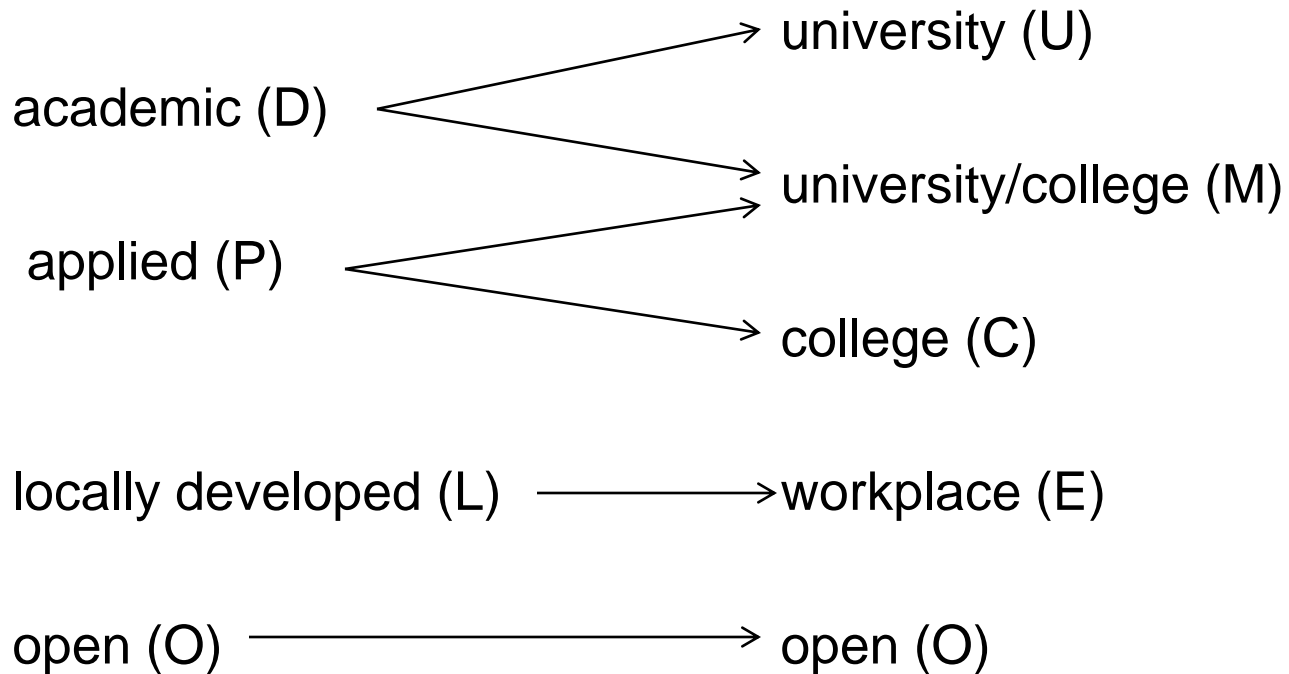 university (U)
academic (D)
university/college (M)
applied (P)
college (C)
locally developed (L) workplace (E)
open (O) open (O)